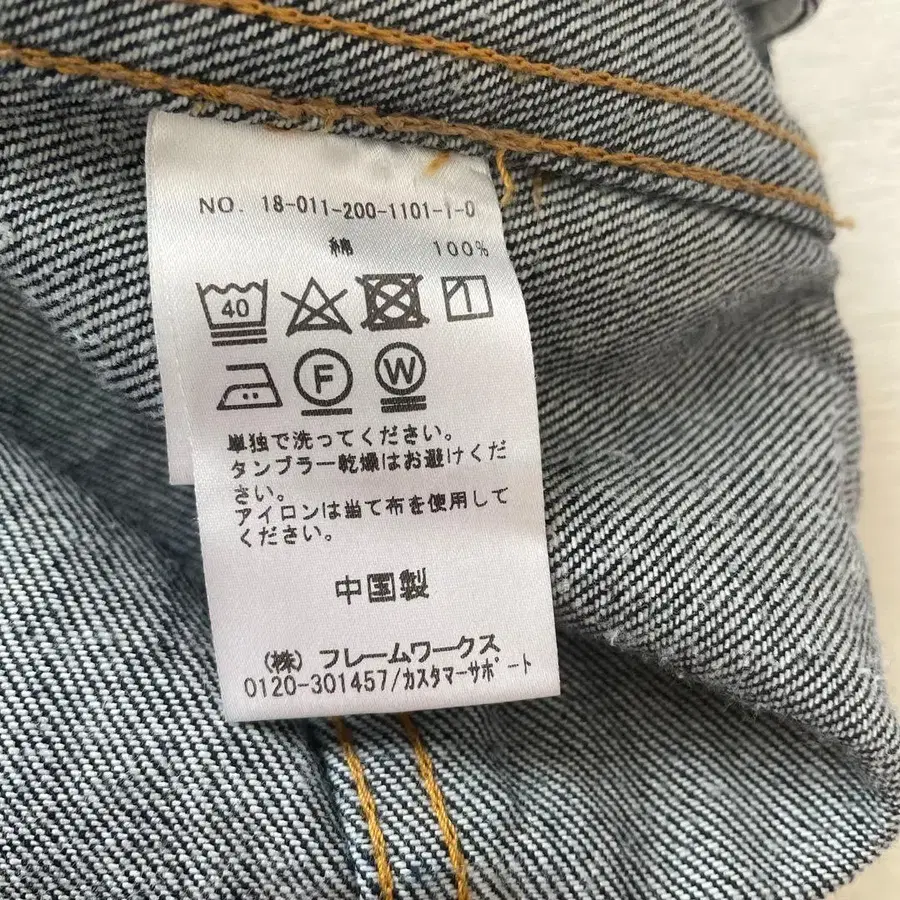 NO. 18-011-200-1101-1-0
綿 100%
40
F W
単独で洗ってください。
タンブラー乾燥はお避けくだ
さい。
アイロンは当て布を使用して
ください。
中国製
(株) フレームワークス
0120-301457/カスタマーサポート